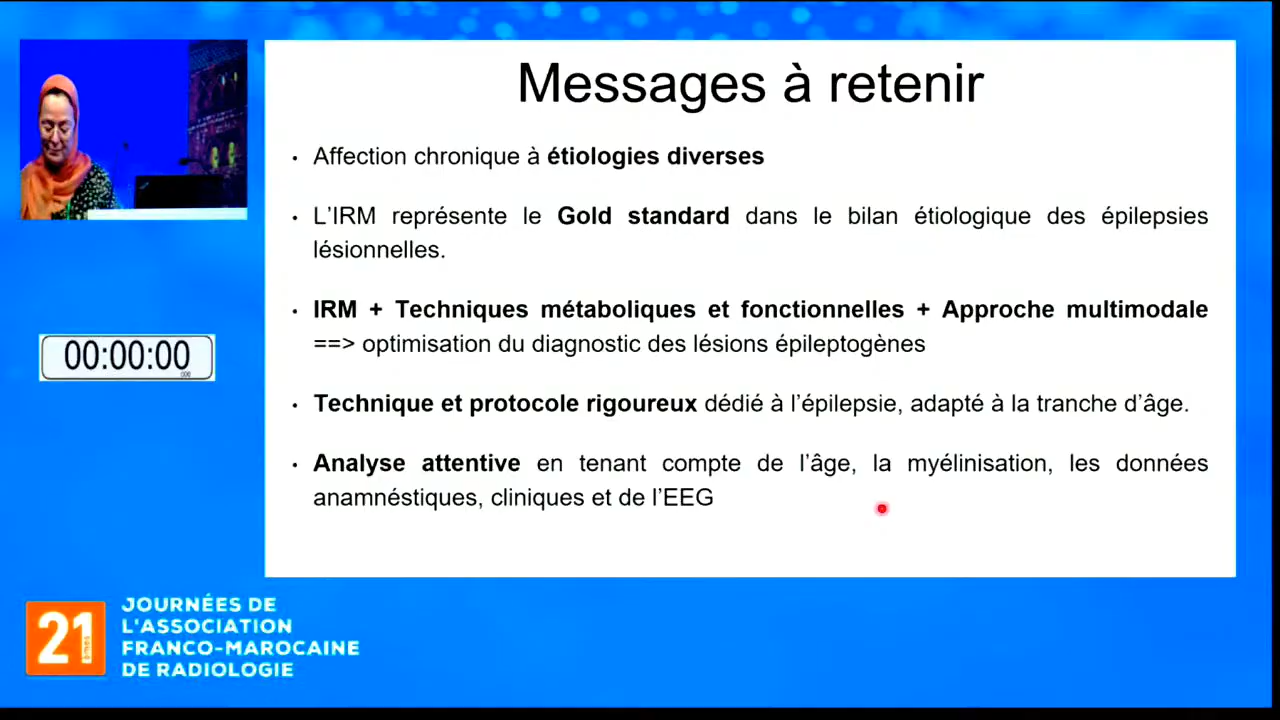 Messages à retenir
• Affection chronique à étiologies diverses
• L'IRM représente le Gold standard dans le bilan étiologique des épilepsies
lésionnelles.
• IRM + Techniques métaboliques et fonctionnelles + Approche multimodale
==> optimisation du diagnostic des lésions épileptogènes
• Technique et protocole rigoureux dédié à l'épilepsie, adapté à la tranche d'âge.
• Analyse attentive en tenant compte de l'âge, la myélinisation, les données
anamnéstiques, cliniques et de l'EEG
00:00:00
21
èmes
JOURNÉES DE
L'ASSOCIATION
FRANCO-MAROCAINE
DE RADIOLOGIE